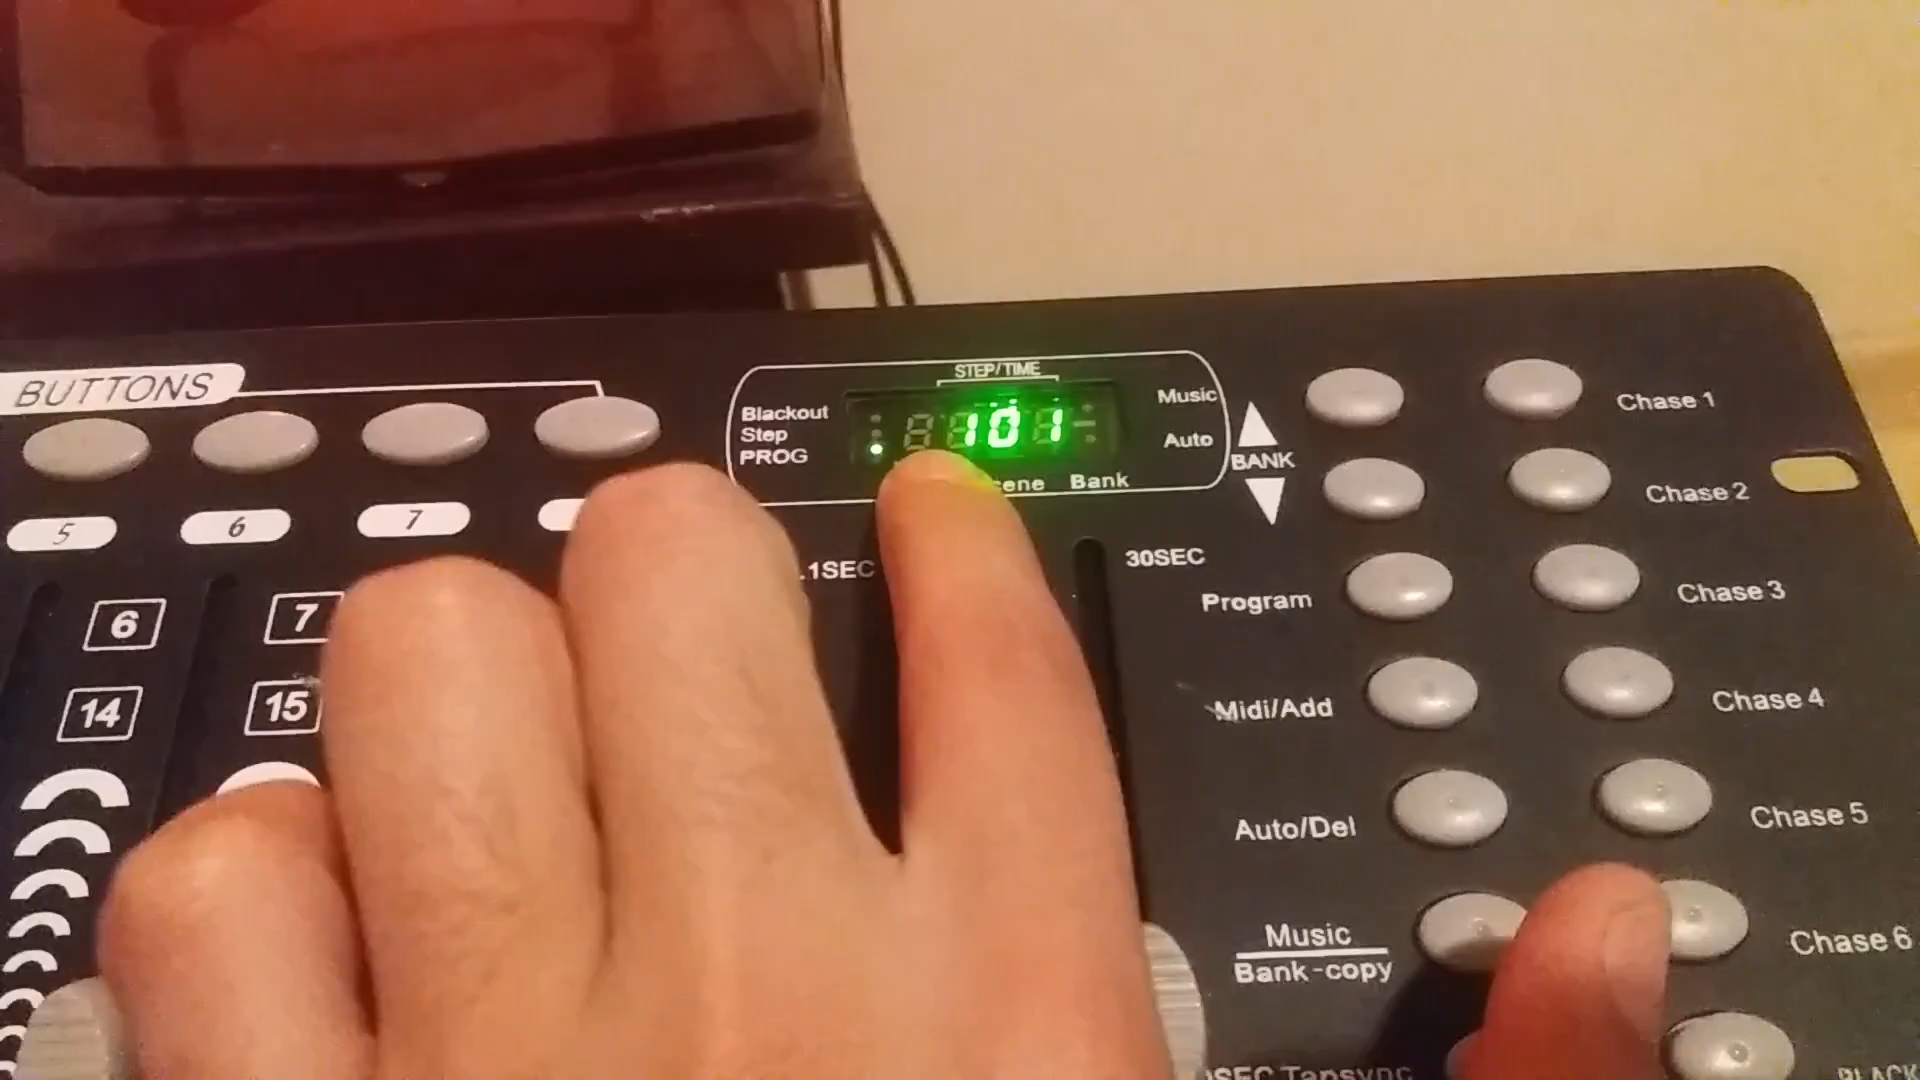 BUTTONS
STEP/TIME
Blackout
Step
PROG
101
Music
Auto
Bank
BANK
Chase 1
Chase 2
5
6
7
.1SEC
30SEC
Program
Chase 3
6
7
14
15
Midi/Add
Chase 4
Auto/Del
Chase 5
Music
Bank-copy
Chase 6
Tapsync